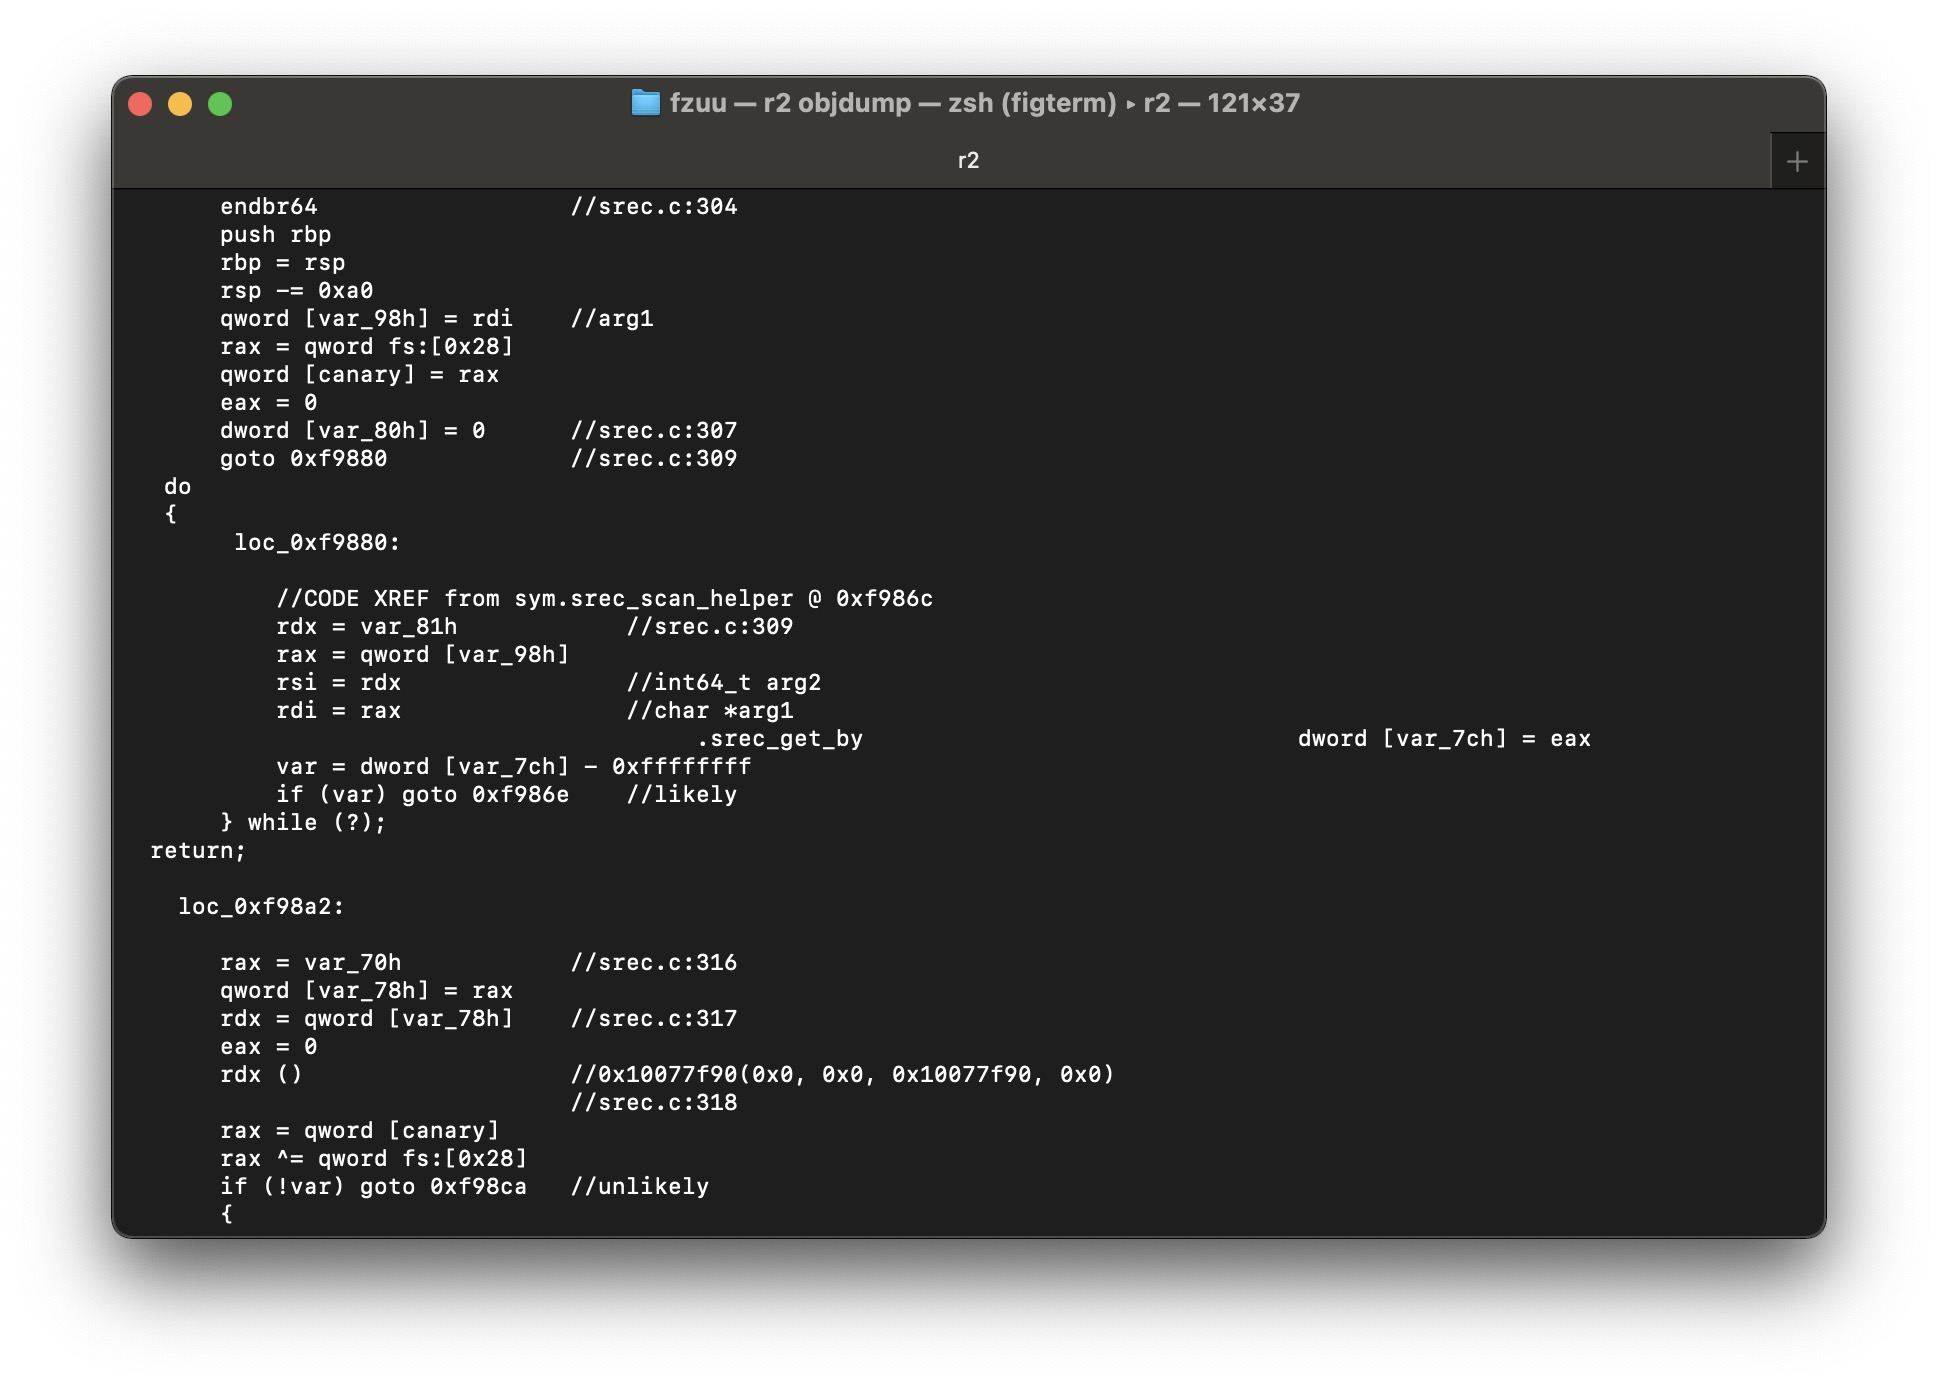 fzuu — r2 objdump — zsh (figterm) ▸ r2 — 121×37
r2
+
endbr64 //srec.c:304
push rbp
rbp = rsp
rsp -= 0xa0
qword [var_98h] = rdi //arg1
rax = qword fs:[0x28]
qword [canary] = rax
eax = 0
dword [var_80h] = 0 //srec.c:307
goto 0xf9880 //srec.c:309
do
{
loc_0xf9880:
//CODE XREF from sym.srec_scan_helper @ 0xf986c
rdx = var_81h //srec.c:309
rax = qword [var_98h]
rsi = rdx //int64_t arg2
rdi = rax //char *arg1
.srec_get_by dword [var_7ch] = eax
var = dword [var_7ch] - 0xffffffff
if (var) goto 0xf986e //likely
} while (?);
return;
loc_0xf98a2:
rax = var_70h //srec.c:316
qword [var_78h] = rax
rdx = qword [var_78h] //srec.c:317
eax = 0
rdx () //0x10077f90(0x0, 0x0, 0x10077f90, 0x0)
//srec.c:318
rax = qword [canary]
rax ^= qword fs:[0x28]
if (!var) goto 0xf98ca //unlikely
{